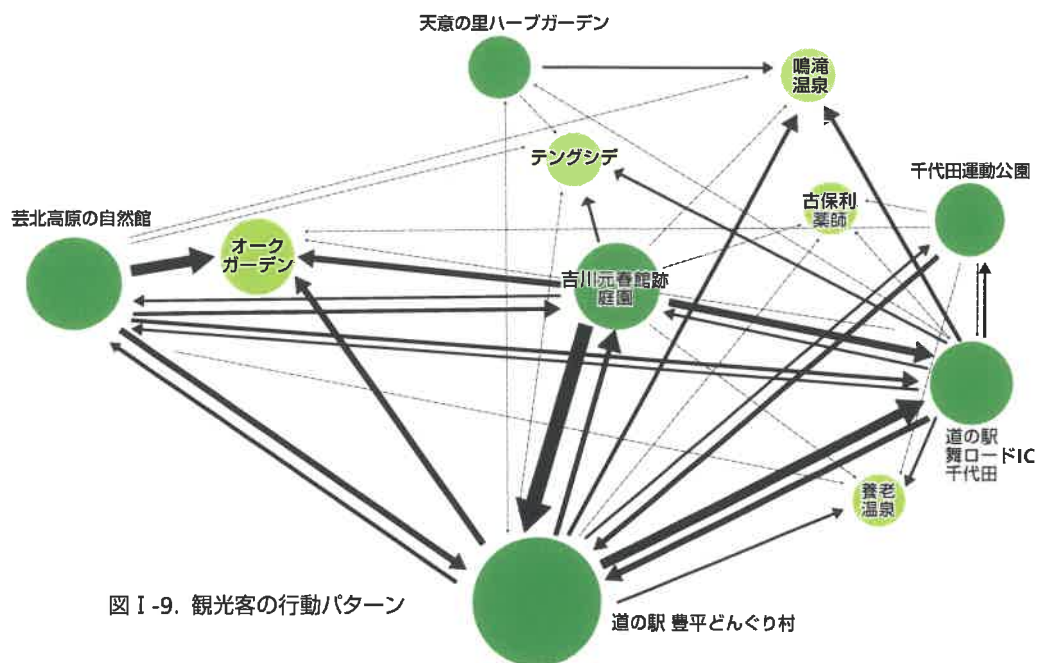 天意の里ハーブガーデン
鳴滝
温泉
テングシデ
千代田運動公園
古保利
薬師
芸北高原の自然館
オーク
ガーデン
吉川元春館跡
庭園
道の駅
舞ロードIC
千代田
養老
温泉
図Ⅰ-9. 観光客の行動パターン
道の駅 豊平どんぐり村